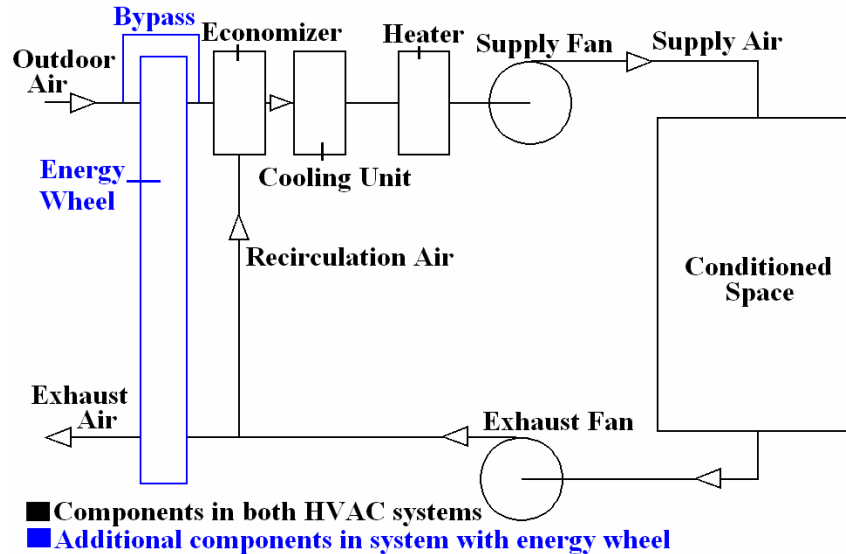 Bypass
Economizer
Heater
Supply Fan
Supply Air
Outdoor
Air
Energy
Wheel
Cooling Unit
Recirculation Air
Conditioned
Space
Exhaust
Air
Exhaust Fan
Components in both HVAC systems
Additional components in system with energy wheel